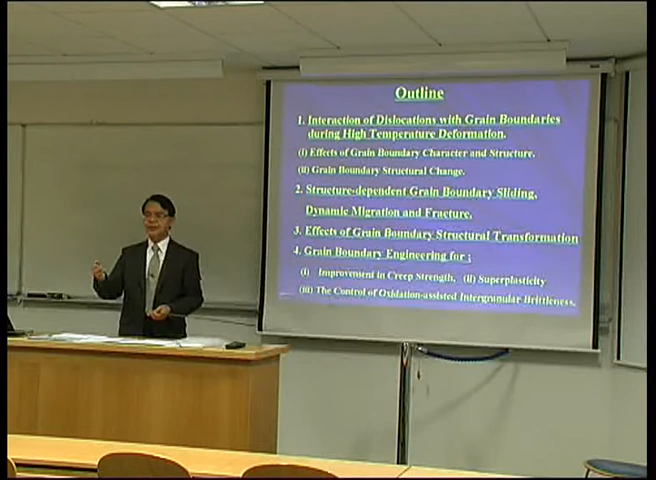 Outline
1. Interaction of Dislocations with Grain Boundaries
during High Temperature Deformation.
(i) Effects of Grain Boundary Character and Structure.
(ii) Grain Boundary Structural Change.
2. Structure-dependent Grain Boundary Sliding,
Dynamic Migration and Fracture.
3. Effects of Grain Boundary Structural Transformation
4. Grain Boundary Engineering for ;
(i) Improvement in Creep Strength, (ii) Superplasticity
(iii) The Control of Oxidation-assisted Intergranular Brittleness.